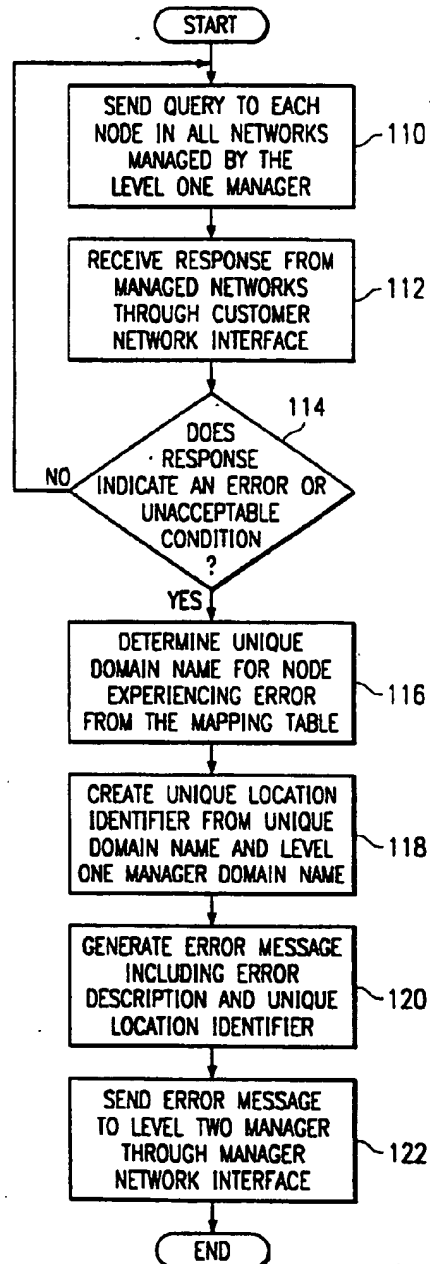 START
SEND QUERY TO EACH
NODE IN ALL NETWORKS
MANAGED BY THE
LEVEL ONE MANAGER
110
RECEIVE RESPONSE FROM
MANAGED NETWORKS
THROUGH CUSTOMER
NETWORK INTERFACE
112
114
DOES
RESPONSE
INDICATE AN ERROR OR
UNACCEPTABLE
CONDITION
?
NO
YES
DETERMINE UNIQUE
DOMAIN NAME FOR NODE
EXPERIENCING ERROR
FROM THE MAPPING TABLE
116
CREATE UNIQUE LOCATION
IDENTIFIER FROM UNIQUE
DOMAIN NAME AND LEVEL
ONE MANAGER DOMAIN NAME
118
GENERATE ERROR MESSAGE
INCLUDING ERROR
DESCRIPTION AND UNIQUE
LOCATION IDENTIFIER
120
SEND ERROR MESSAGE
TO LEVEL TWO MANAGER
THROUGH MANAGER
NETWORK INTERFACE
122
END